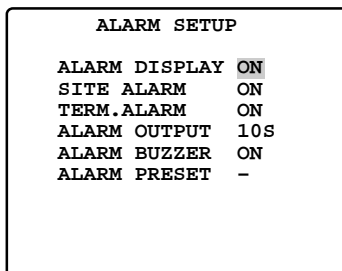 ALARM SETUP
ALARM DISPLAY ON
SITE ALARM ON
TERM.ALARM ON
ALARM OUTPUT 10S
ALARM BUZZER ON
ALARM PRESET –